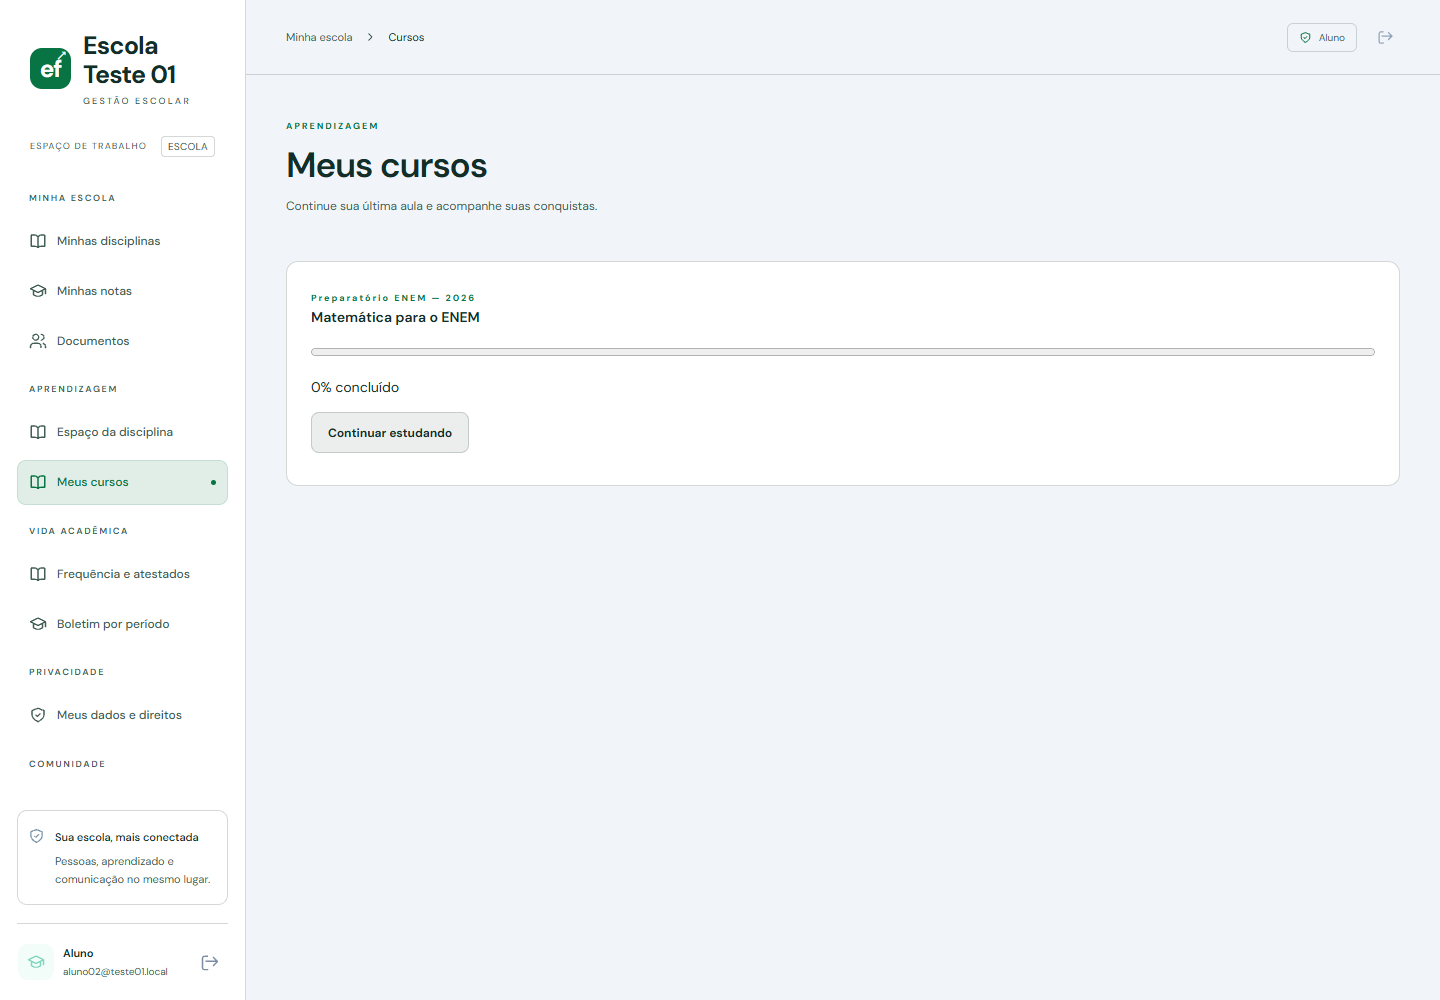 ef
Escola
Teste 01
GESTÃO ESCOLAR
ESPAÇO DE TRABALHO
ESCOLA
MINHA ESCOLA
Minhas disciplinas
Minhas notas
Documentos
APRENDIZAGEM
Espaço da disciplina
Meus cursos
VIDA ACADÊMICA
Frequência e atestados
Boletim por período
PRIVACIDADE
Meus dados e direitos
COMUNIDADE
Sua escola, mais conectada
Pessoas, aprendizado e
comunicação no mesmo lugar.
Aluno
aluno02@teste01.local
Minha escola > Cursos
Aluno
APRENDIZAGEM
Meus cursos
Continue sua última aula e acompanhe suas conquistas.
Preparatório ENEM — 2026
Matemática para o ENEM
0% concluído
Continuar estudando